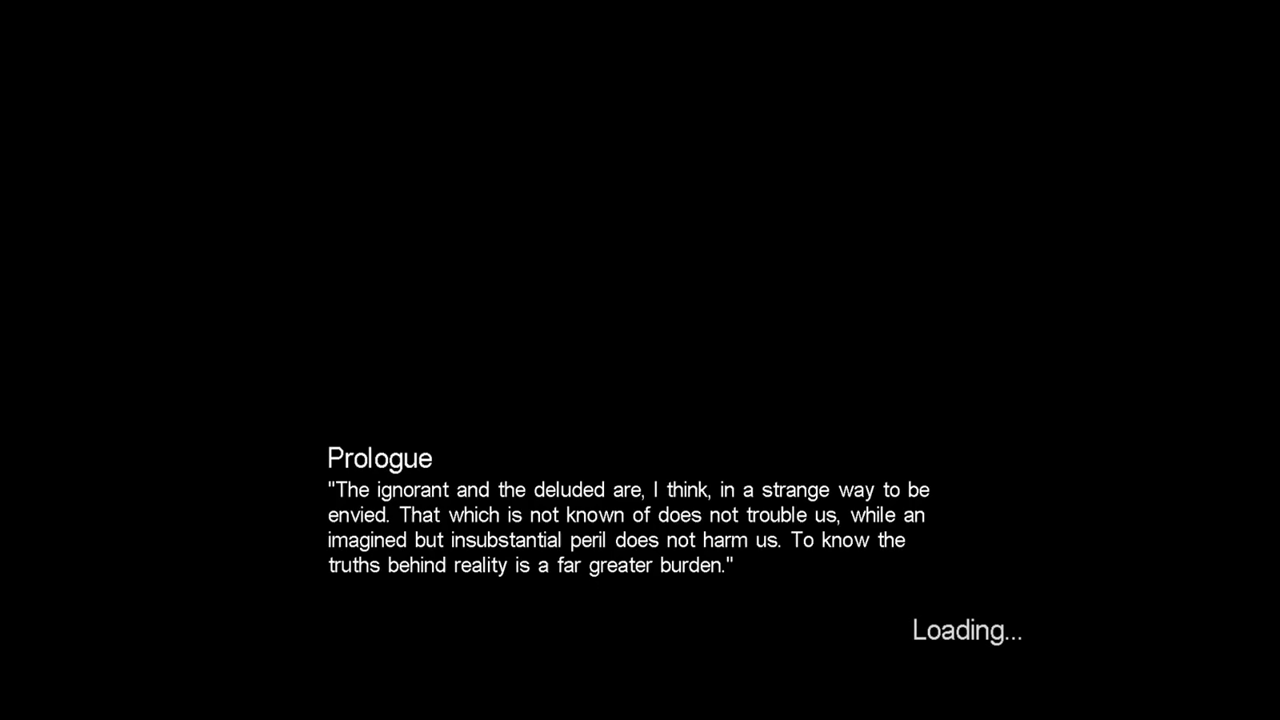 Prologue
"The ignorant and the deluded are, I think, in a strange way to be
envied. That which is not known of does not trouble us, while an
imagined but insubstantial peril does not harm us. To know the
truths behind reality is a far greater burden."
Loading...